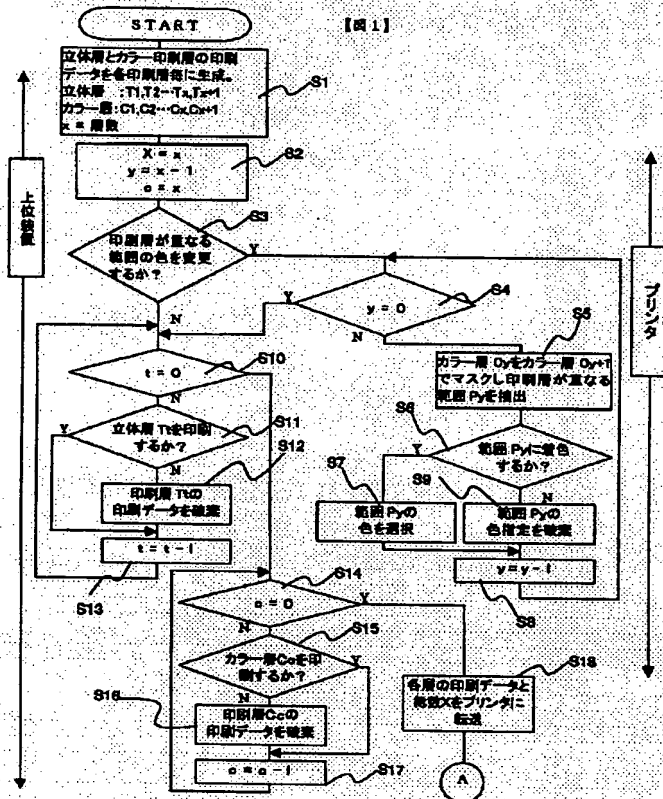 START
【図1】
立体層とカラー印刷層の印刷
データを各印刷層毎に生成。
立体層 :T1,T2…Tx,Tx+1
カラー層:C1,C2…Cx,Cx+1
x = 層数
S1
X = x
y = x - 1
c = x
S2
上位装置
プリンタ
S3
印刷層が重なる
範囲の色を変更
するか?
Y
N
y = 0
S4
Y
N
S5
カラー層 Cyをカラー層 Cy+1
でマスクし印刷層が重なる
範囲 Pyを抽出
t = 0
S10
N
立体層 Ttを印刷
するか?
S11
Y
N
S12
印刷層 Ttの
印刷データを破棄
t = t - 1
S13
S6
範囲 Pyに着色
するか?
Y
N
S7
範囲 Pyの
色を選択
S9
範囲 Pyの
色指定を破棄
y = y - 1
S8
S14
c = 0
Y
N
S15
カラー層Ccを印
刷するか?
Y
N
S16
印刷層Ccの
印刷データを破棄
c = c - 1
S17
S18
各層の印刷データと
総数Xをプリンタに
転送
A